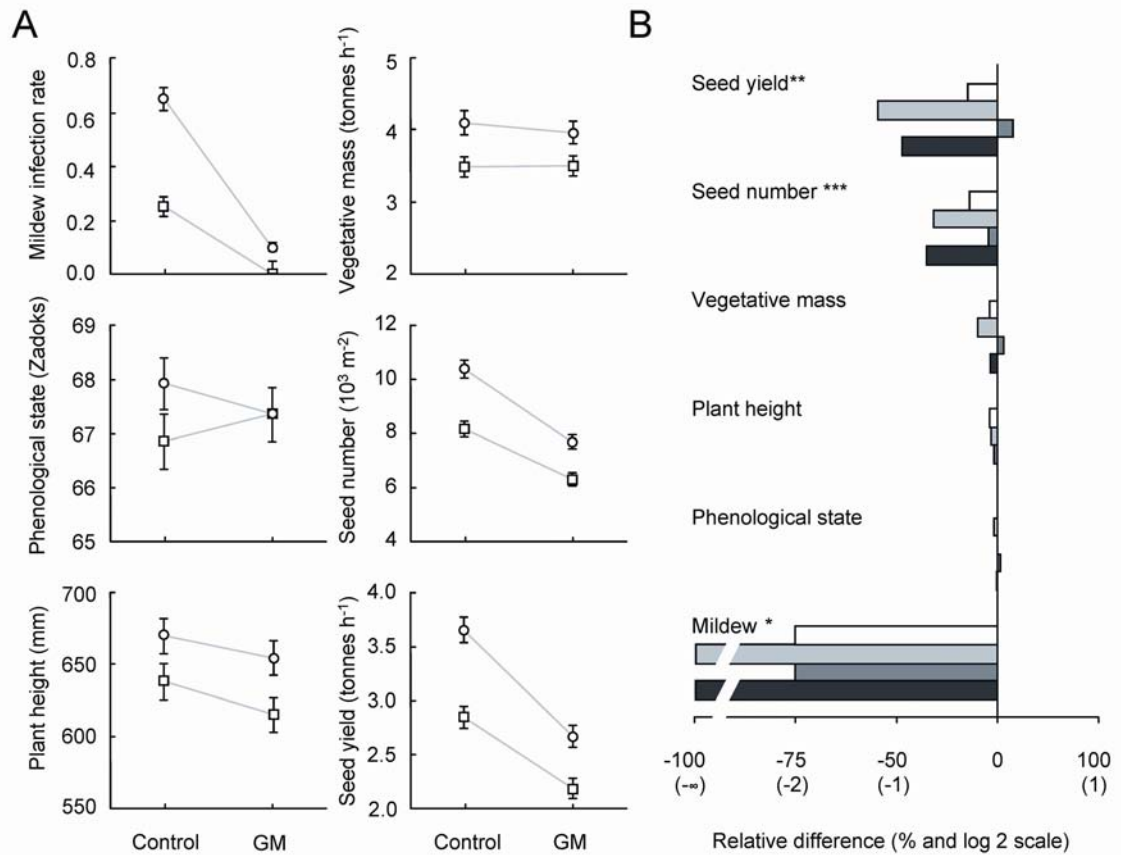 A
Mildew infection rate
0.8
0.6
0.4
0.2
0.0
Vegetative mass (tonnes h-1)
5
4
3
2
Phenological state (Zadoks)
69
68
67
66
65
Seed number (10³ m-2)
12
10
8
6
4
Plant height (mm)
700
650
600
550
Seed yield (tonnes h-1)
4.0
3.5
3.0
2.5
2.0
Control GM
Control GM
B
Seed yield**
Seed number ***
Vegetative mass
Plant height
Phenological state
Mildew *
-100 -75 -50 0 100
(-∞) (-2) (-1) (1)
Relative difference (% and log 2 scale)